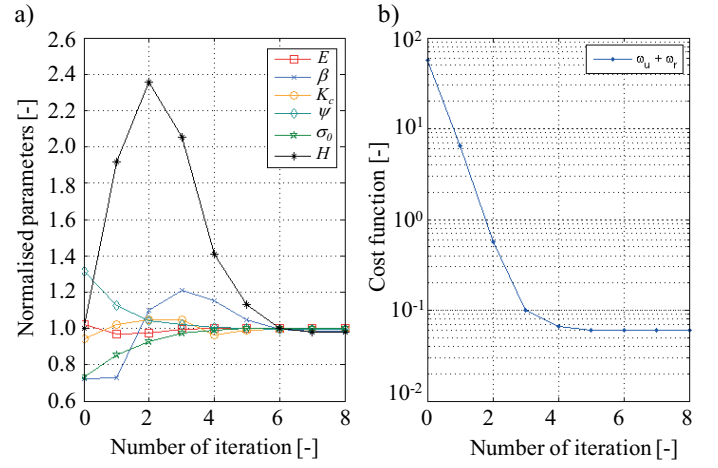 a)
Normalised parameters [-]
2.6
2.4
2.2
2.0
1.8
1.6
1.4
1.2
1.0
0.8
0.6
0 2 4 6 8
Number of iteration [-]
E
β
K_c
ψ
σ_0
H
b)
Cost function [-]
10^2
10^1
10^0
10^-1
10^-2
0 2 4 6 8
Number of iteration [-]
ω_u + ω_r